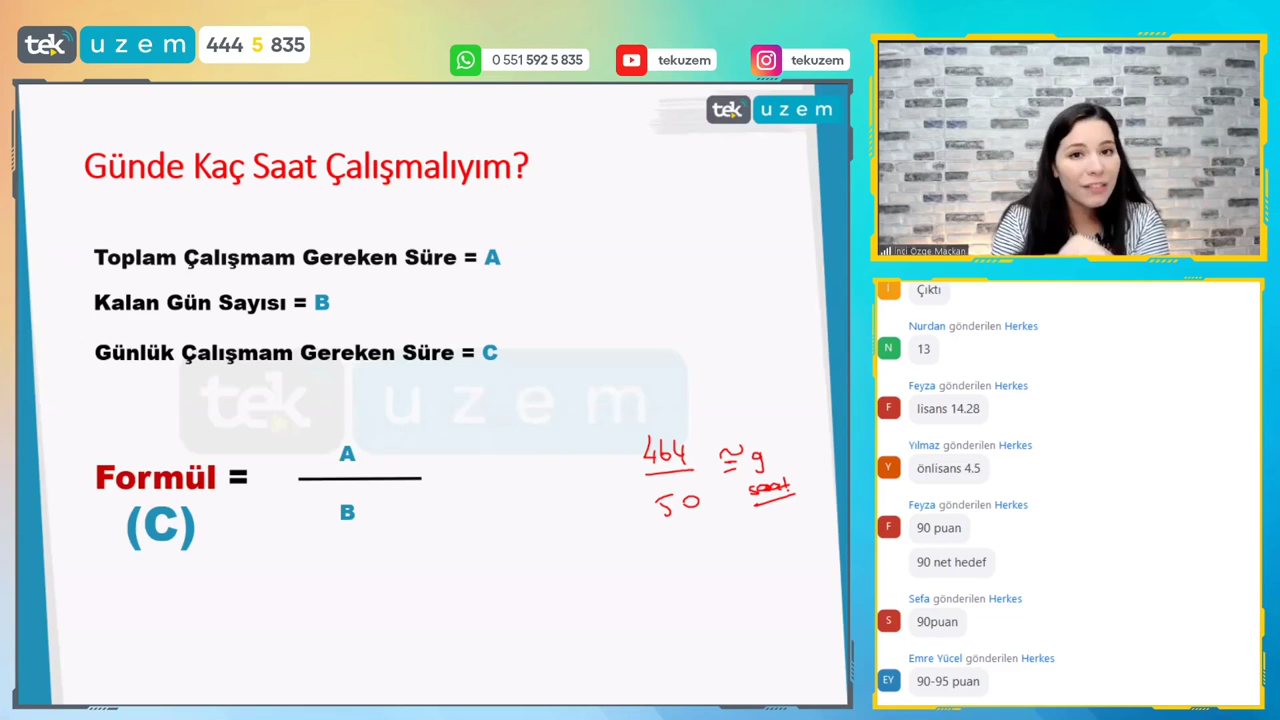 tek uzem 444 5 835
0 551 592 5 835
tekuzem
tekuzem
tek uzem
Günde Kaç Saat Çalışmalıyım?
Toplam Çalışmam Gereken Süre = A
Kalan Gün Sayısı = B
Günlük Çalışmam Gereken Süre = C
tek uzem
Formül =
(C)
A
B
464
50
≅ 9
saat
İnci Özge Maçkan
I
Çıktı
Nurdan gönderilen Herkes
N
13
Feyza gönderilen Herkes
F
lisans 14.28
Yılmaz gönderilen Herkes
Y
önlisans 4.5
Feyza gönderilen Herkes
F
90 puan
90 net hedef
Sefa gönderilen Herkes
S
90puan
Emre Yücel gönderilen Herkes
EY
90-95 puan